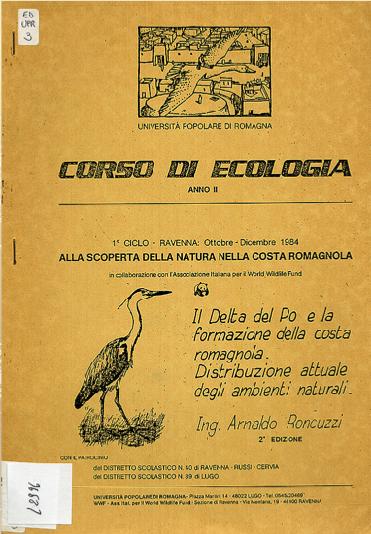 ED
UPR
3
UNIVERSITÀ POPOLARE DI ROMAGNA
CORSO DI ECOLOGIA
ANNO II
1° CICLO - RAVENNA: Ottobre - Dicembre 1984
ALLA SCOPERTA DELLA NATURA NELLA COSTA ROMAGNOLA
in collaborazione con l'Associazione Italiana per il World Wildlife Fund
Il Delta del Po e la
formazione della costa
romagnola.
Distribuzione attuale
degli ambienti naturali.
Ing. Arnaldo Roncuzzi
2ª EDIZIONE
CON IL PATROCINIO
del DISTRETTO SCOLASTICO N. 40 di RAVENNA - RUSSI - CERVIA
del DISTRETTO SCOLASTICO N. 39 di LUGO
UNIVERSITÀ POPOLARE DI ROMAGNA - Piazza Martiri 14 - 48022 LUGO - Tel. 0545/20469
WWF - Ass. Ital. per il World Wildlife Fund - Sezione di Ravenna - Via Mentana, 19 - 48100 RAVENNA